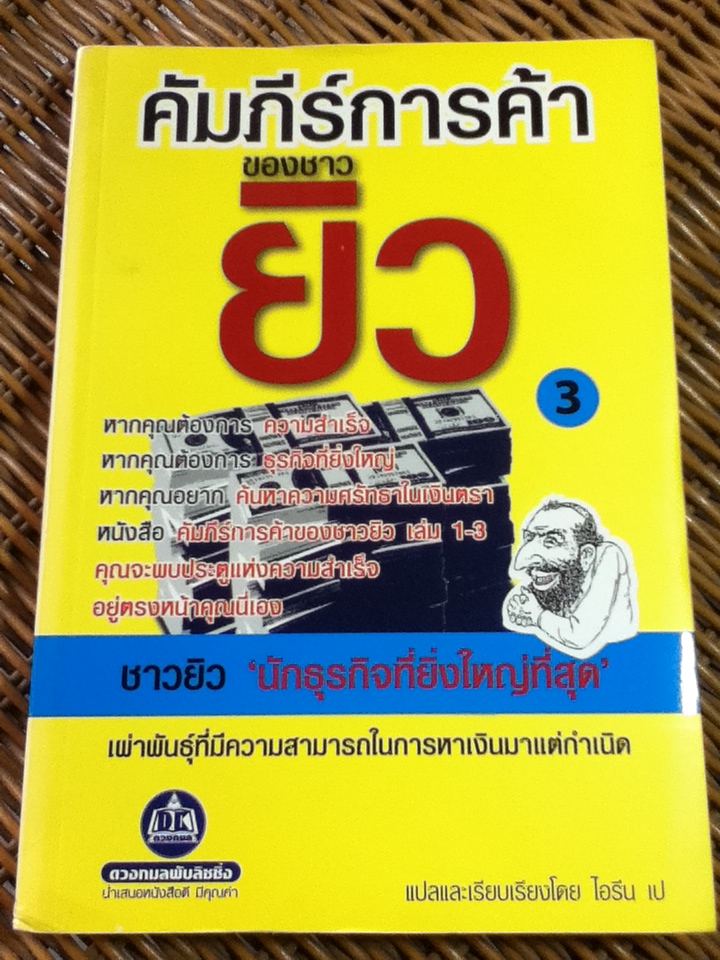 คัมภีร์การค้า
ของชาว
ยิว
3
หากคุณต้องการ ความสำเร็จ
หากคุณต้องการ ธุรกิจที่ยิ่งใหญ่
หากคุณอยาก ค้นหาความศรัทธาในเงินตรา
หนังสือ คัมภีร์การค้าของชาวยิว เล่ม 1-3
คุณจะพบประตูแห่งความสำเร็จ
อยู่ตรงหน้าคุณนี่เอง
ชาวยิว ‘นักธุรกิจที่ยิ่งใหญ่ที่สุด’
เผ่าพันธุ์ที่มีความสามารถในการหาเงินมาแต่กำเนิด
DK
ดวงกมล
ดวงกมลพับลิชชิ่ง
นำเสนอหนังสือดี มีคุณค่า
แปลและเรียบเรียงโดย ไอรีน เป